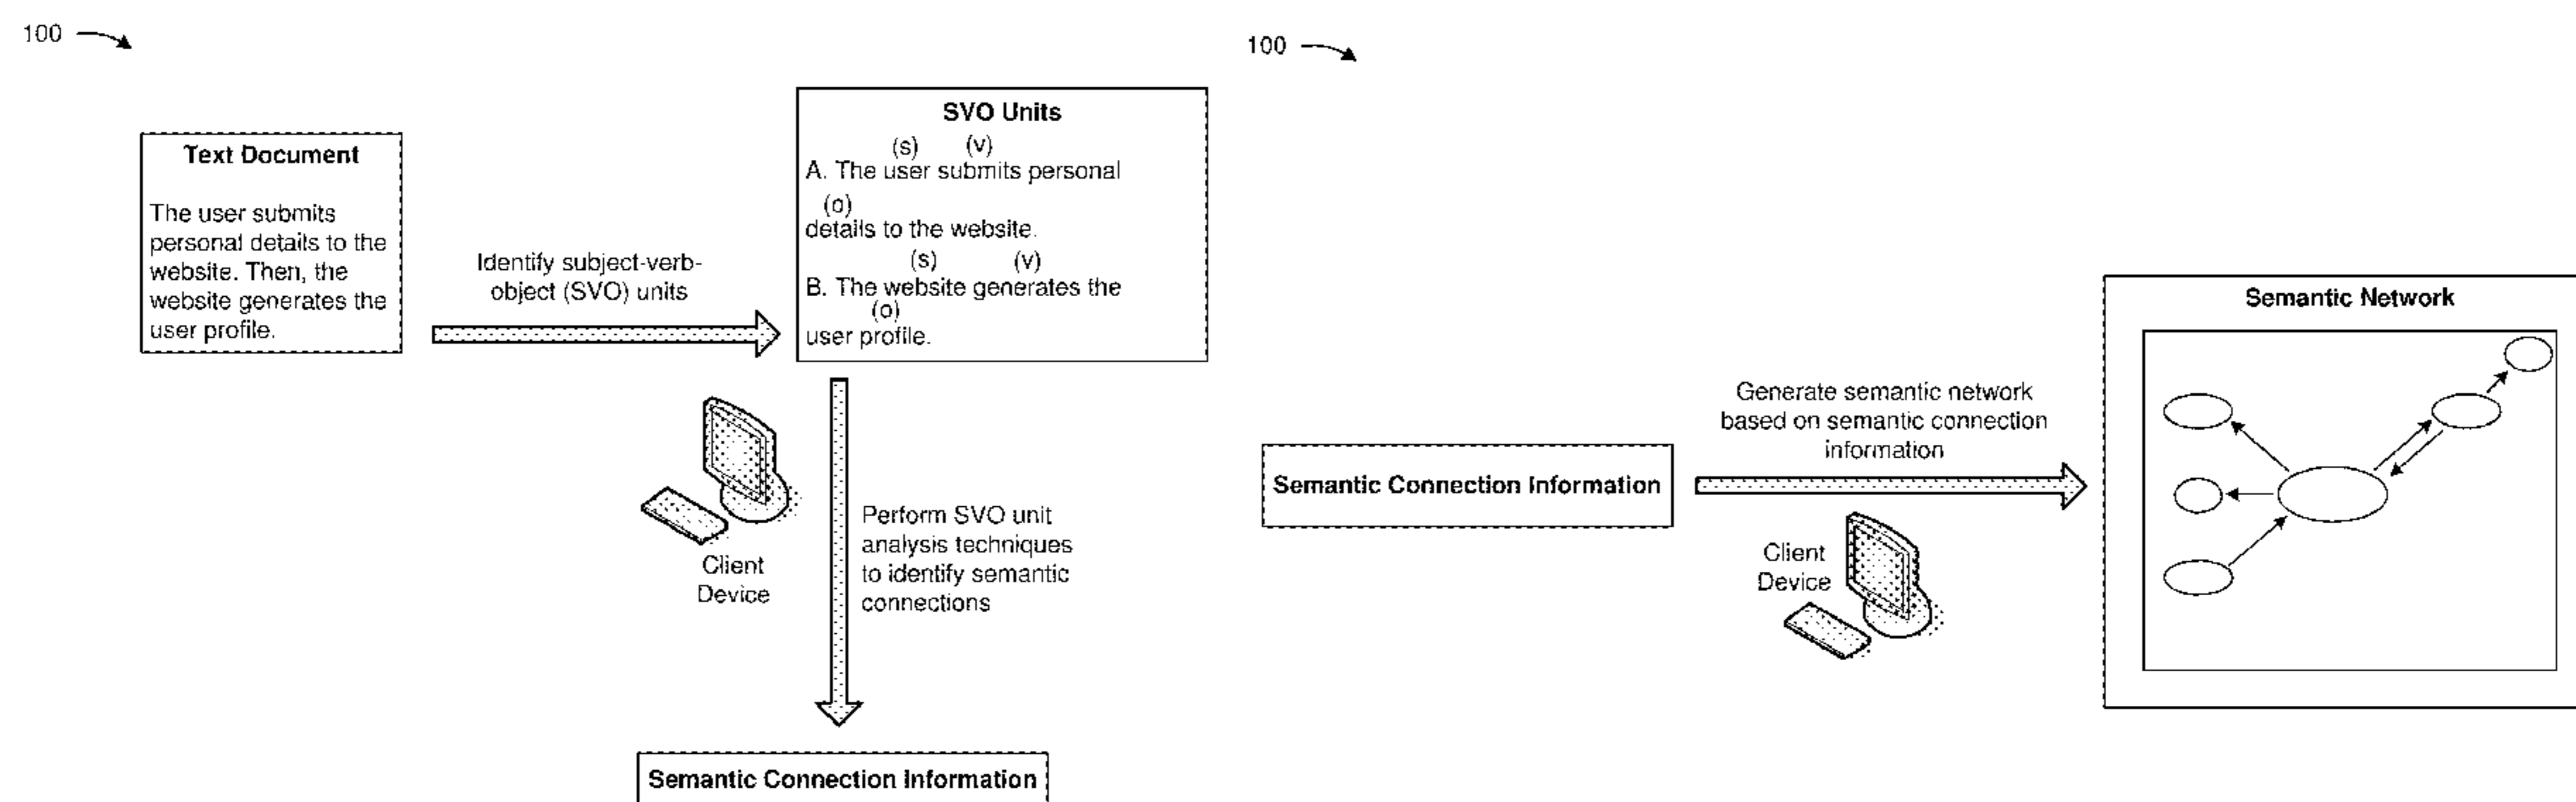 100
Text Document
The user submits
personal details to the
website. Then, the
website generates the
user profile.
Identify subject-verb-
object (SVO) units
SVO Units
(s) (v)
A. The user submits personal
(o)
details to the website.
(s) (v)
B. The website generates the
(o)
user profile.
Client
Device
Perform SVO unit
analysis techniques
to identify semantic
connections
Semantic Connection Information
100
Semantic Connection Information
Generate semantic network
based on semantic connection
information
Client
Device
Semantic Network